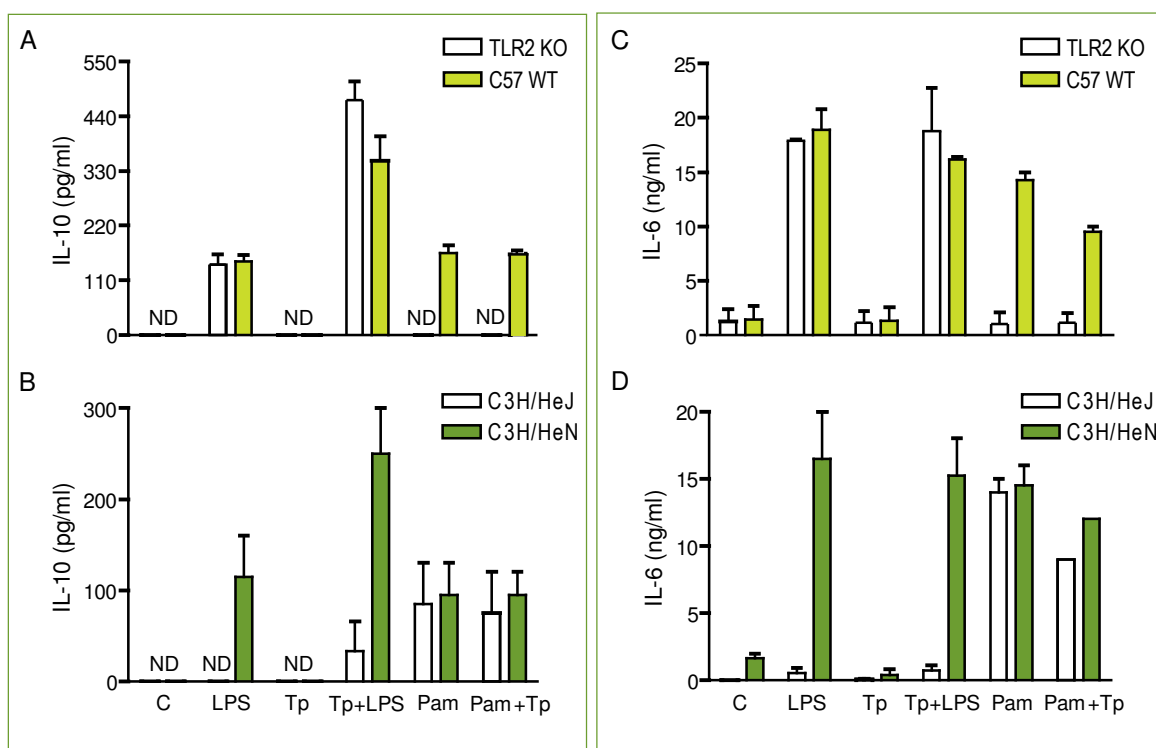 A
TLR2 KO
C57 WT
IL-10 (pg/ml)
550
440
330
220
110
0
ND
ND
ND
ND
B
C3H/HeJ
C3H/HeN
IL-10 (pg/ml)
300
200
100
0
ND
ND
ND
C
LPS
Tp
Tp+LPS
Pam
Pam+Tp
C
TLR2 KO
C57 WT
IL-6 (ng/ml)
25
20
15
10
5
0
D
C3H/HeJ
C3H/HeN
IL-6 (ng/ml)
20
15
10
5
0
C
LPS
Tp
Tp+LPS
Pam
Pam+Tp